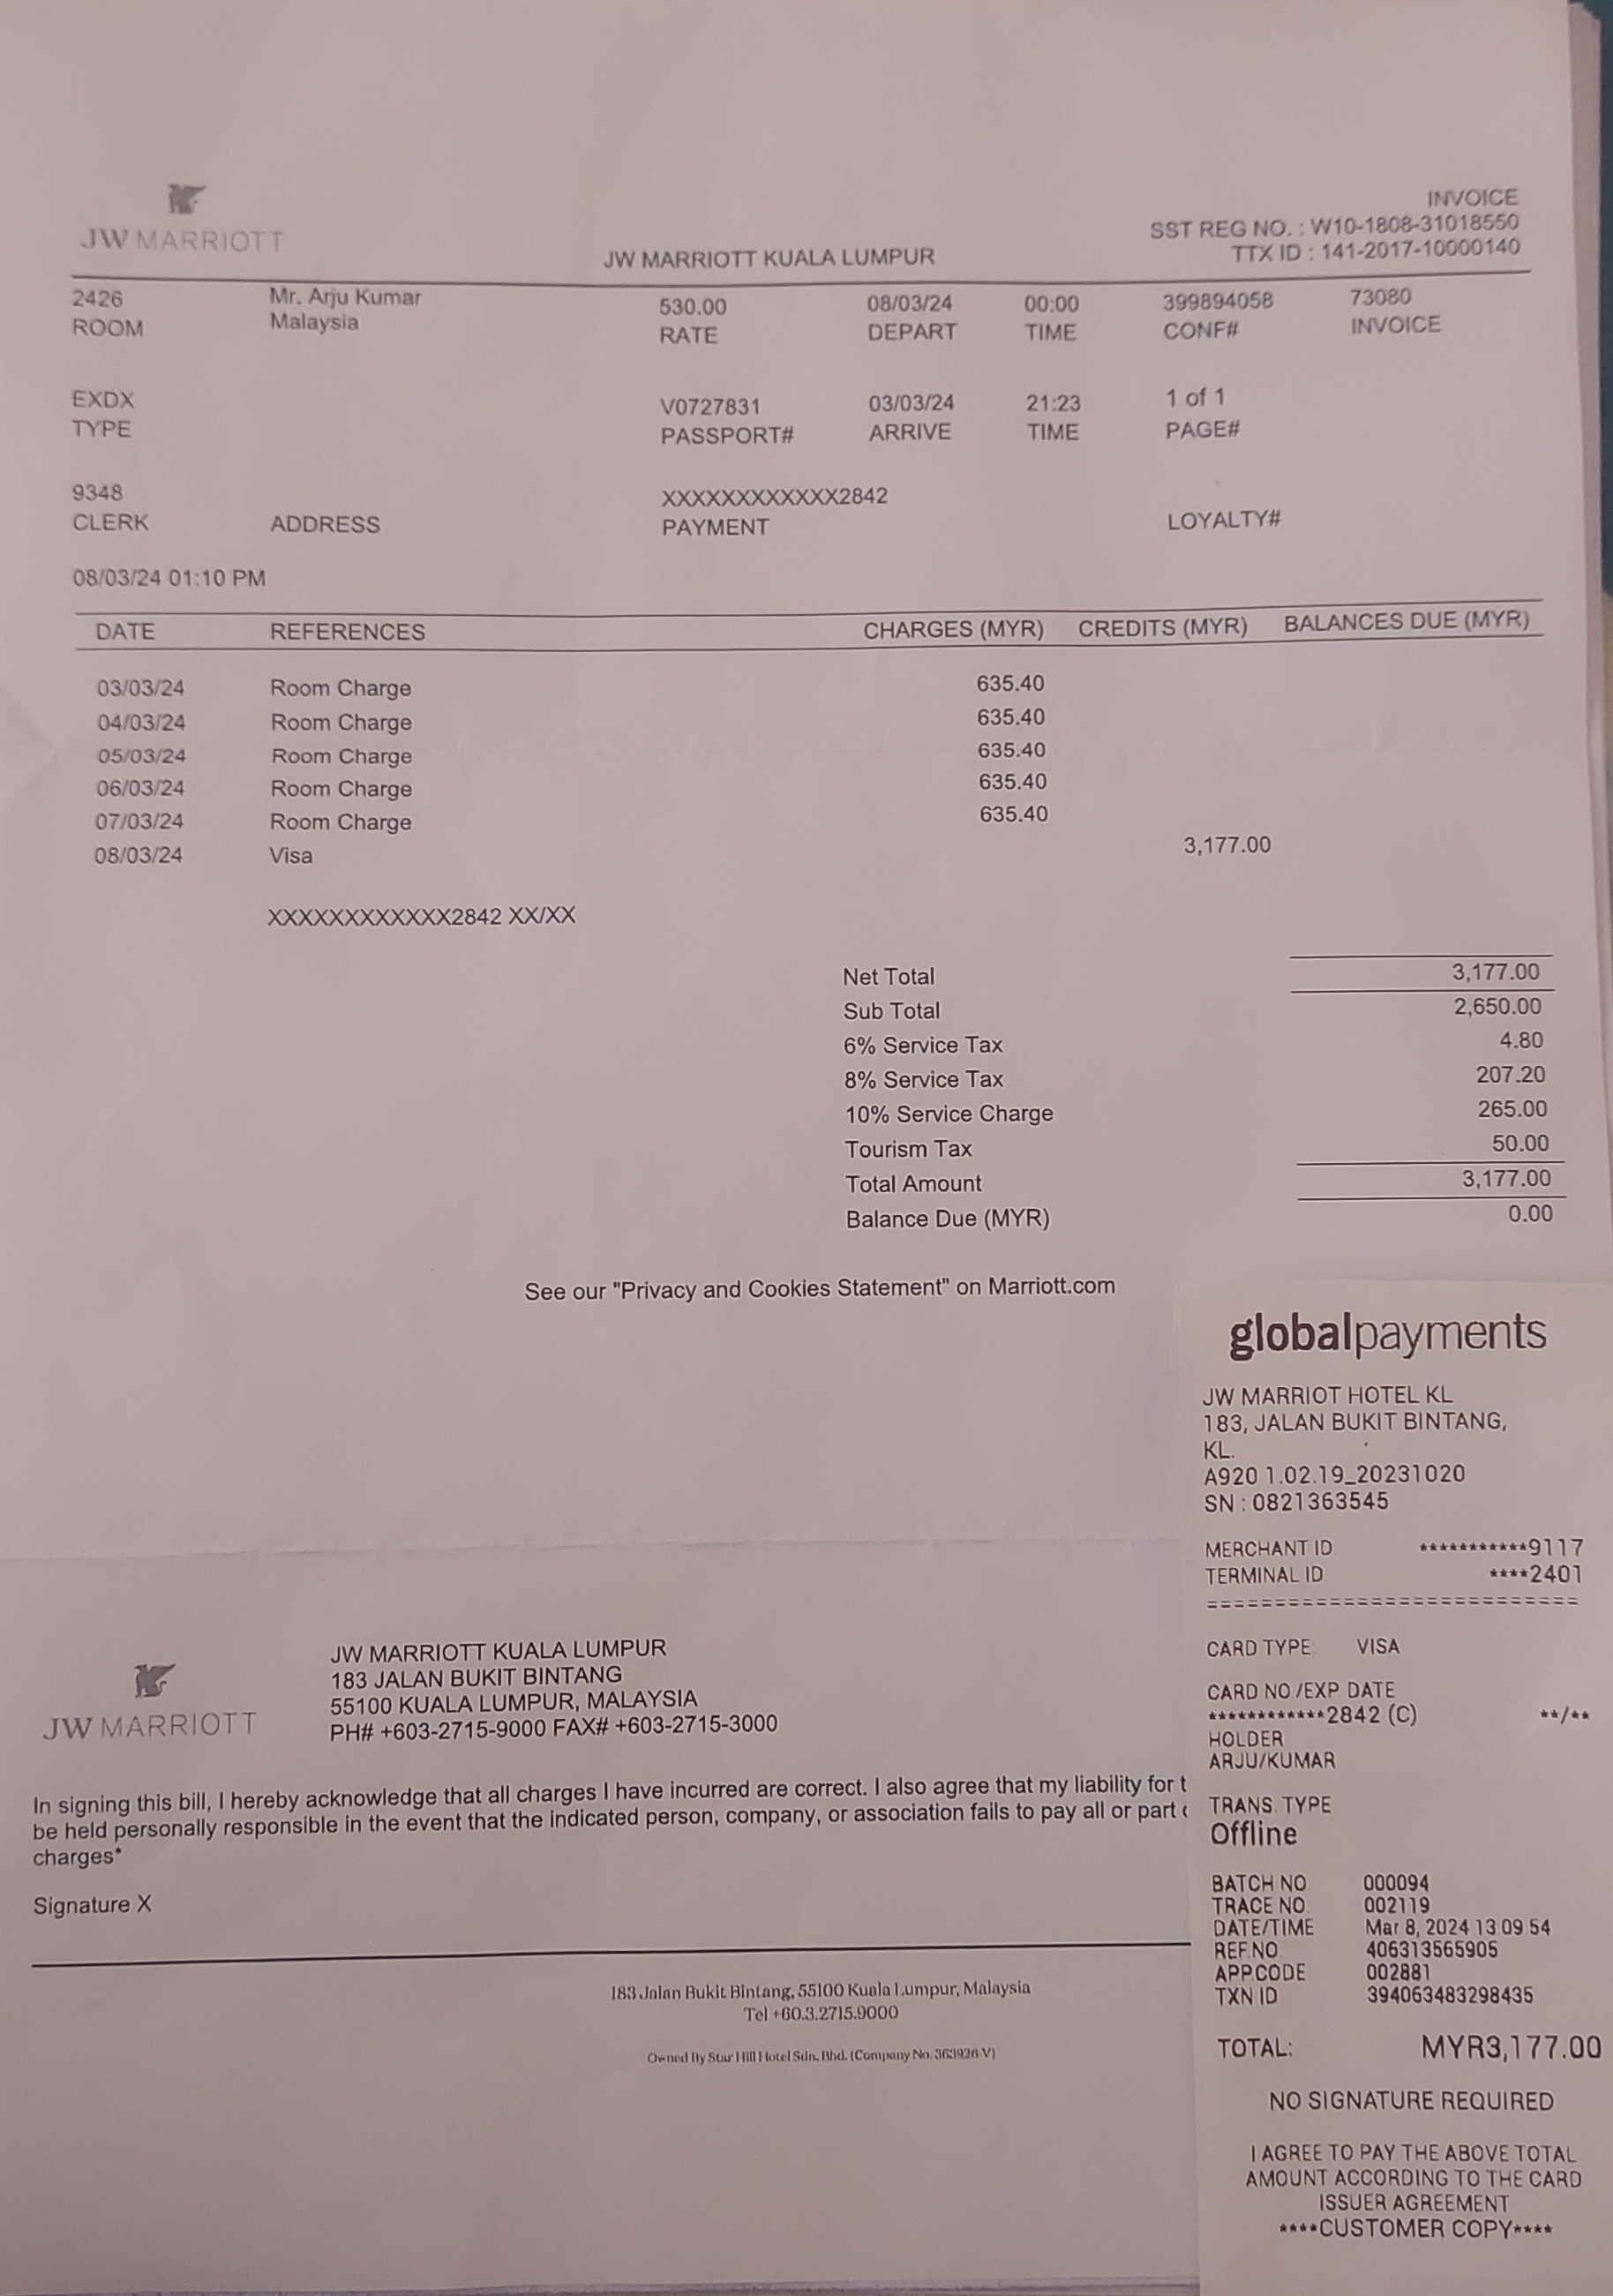 JW MARRIOTT
INVOICE
SST REG NO. : W10-1808-31018550
JW MARRIOTT KUALA LUMPUR
TTX ID : 141-2017-10000140
2426 Mr. Arju Kumar 530.00 08/03/24 00:00 399894058 73080
ROOM Malaysia RATE DEPART TIME CONF# INVOICE
EXDX V0727831 03/03/24 21:23 1 of 1
TYPE PASSPORT# ARRIVE TIME PAGE#
9348 XXXXXXXXXXXX2842
CLERK ADDRESS PAYMENT LOYALTY#
08/03/24 01:10 PM
DATE REFERENCES CHARGES (MYR) CREDITS (MYR) BALANCES DUE (MYR)
03/03/24 Room Charge 635.40
04/03/24 Room Charge 635.40
05/03/24 Room Charge 635.40
06/03/24 Room Charge 635.40
07/03/24 Room Charge 635.40
08/03/24 Visa 3,177.00
XXXXXXXXXXXX2842 XX/XX
Net Total 3,177.00
Sub Total 2,650.00
6% Service Tax 4.80
8% Service Tax 207.20
10% Service Charge 265.00
Tourism Tax 50.00
Total Amount 3,177.00
Balance Due (MYR) 0.00
See our "Privacy and Cookies Statement" on Marriott.com
JW MARRIOTT
JW MARRIOTT KUALA LUMPUR
183 JALAN BUKIT BINTANG
55100 KUALA LUMPUR, MALAYSIA
PH# +603-2715-9000 FAX# +603-2715-3000
In signing this bill, I hereby acknowledge that all charges I have incurred are correct. I also agree that my liability for
be held personally responsible in the event that the indicated person, company, or association fails to pay all or part
charges*
Signature X
183 Jalan Bukit Bintang, 55100 Kuala Lumpur, Malaysia
Tel +60.3.2715.9000
Owned By Star Hill Hotel Sdn. Bhd. (Company No. 363926-V)
globalpayments
JW MARRIOT HOTEL KL
183, JALAN BUKIT BINTANG,
KL.
A920 1.02.19_20231020
SN : 0821363545
MERCHANT ID ***********9117
TERMINAL ID ****2401
============================
CARD TYPE VISA
CARD NO./EXP DATE
************2842 (C) **/**
HOLDER
ARJU/KUMAR
TRANS. TYPE
Offline
BATCH NO. 000094
TRACE NO. 002119
DATE/TIME Mar 8, 2024 13:09:54
REF.NO. 406313565905
APP.CODE 002881
TXN ID 394063483298435
TOTAL: MYR3,177.00
NO SIGNATURE REQUIRED
I AGREE TO PAY THE ABOVE TOTAL
AMOUNT ACCORDING TO THE CARD
ISSUER AGREEMENT
****CUSTOMER COPY****